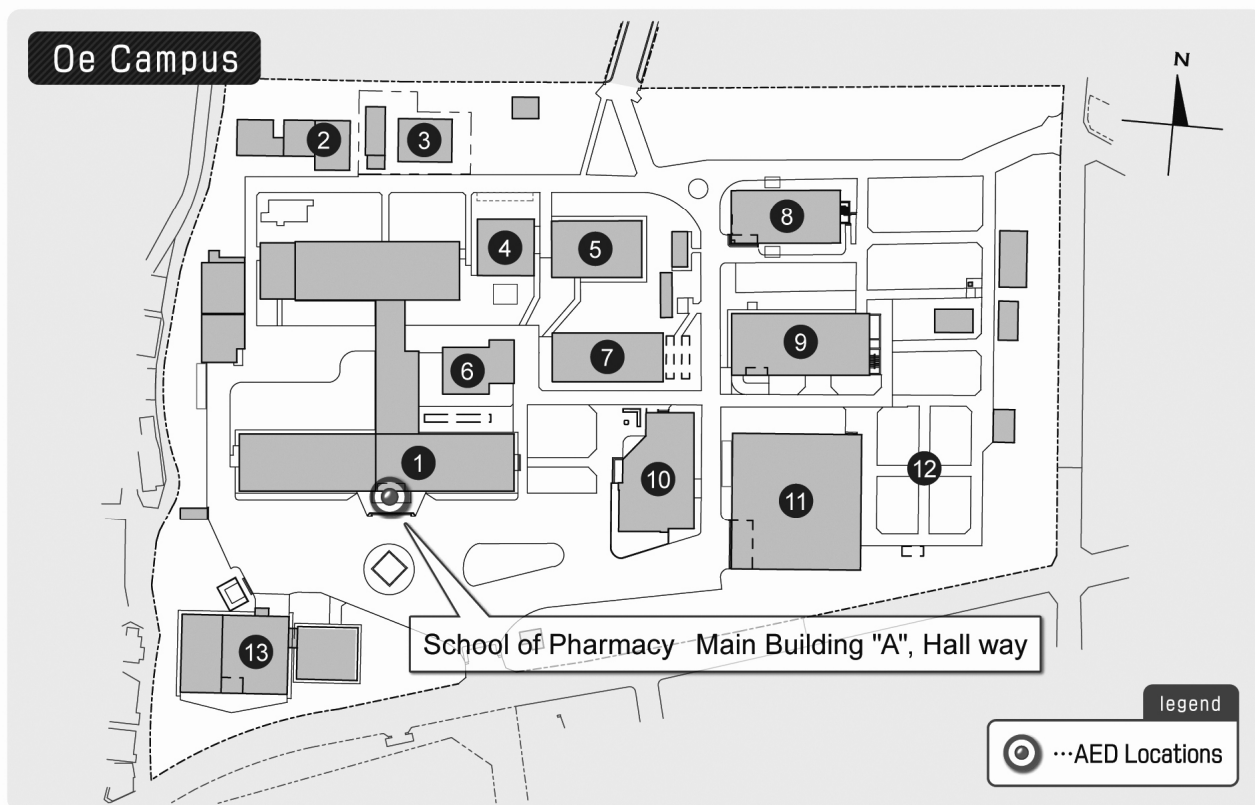 Oe Campus
N
2
3
8
4
5
9
7
6
1
12
10
11
School of Pharmacy Main Building "A", Hall way
13
legend
…AED Locations